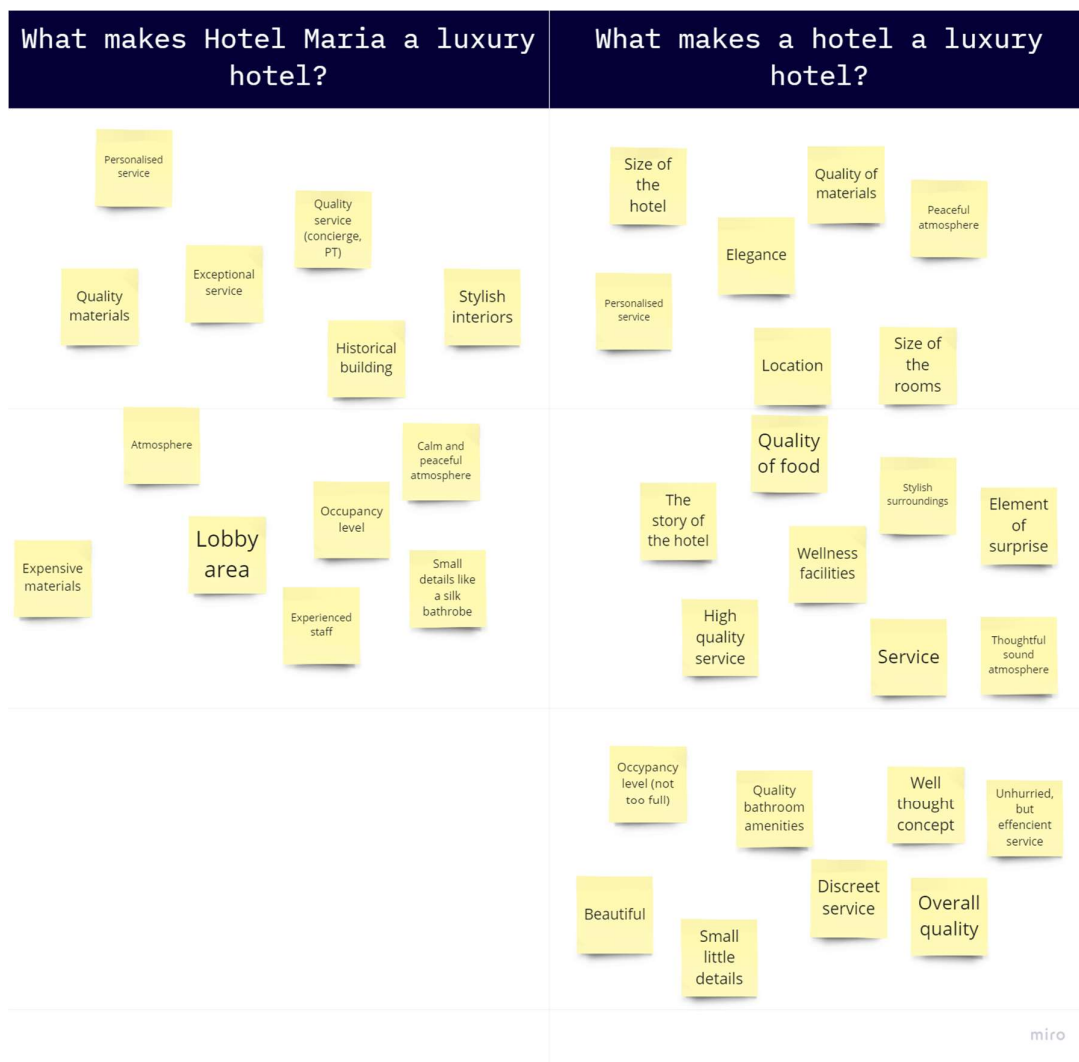 What makes Hotel Maria a luxury
hotel?
What makes a hotel a luxury
hotel?
Personalised
service
Quality
service
(concierge,
PT)
Exceptional
service
Quality
materials
Stylish
interiors
Historical
building
Atmosphere
Calm and
peaceful
atmosphere
Occupancy
level
Lobby
area
Expensive
materials
Small
details like
a silk
bathrobe
Experienced
staff
Size of
the
hotel
Quality of
materials
Peaceful
atmosphere
Elegance
Personalised
service
Location
Size of
the
rooms
Quality
of food
Stylish
surroundings
The
story of
the hotel
Element
of
surprise
Wellness
facilities
High
quality
service
Service
Thoughtful
sound
atmosphere
Occypancy
level (not
too full)
Quality
bathroom
amenities
Well
thought
concept
Unhurried,
but
effencient
service
Beautiful
Discreet
service
Overall
quality
Small
little
details
miro